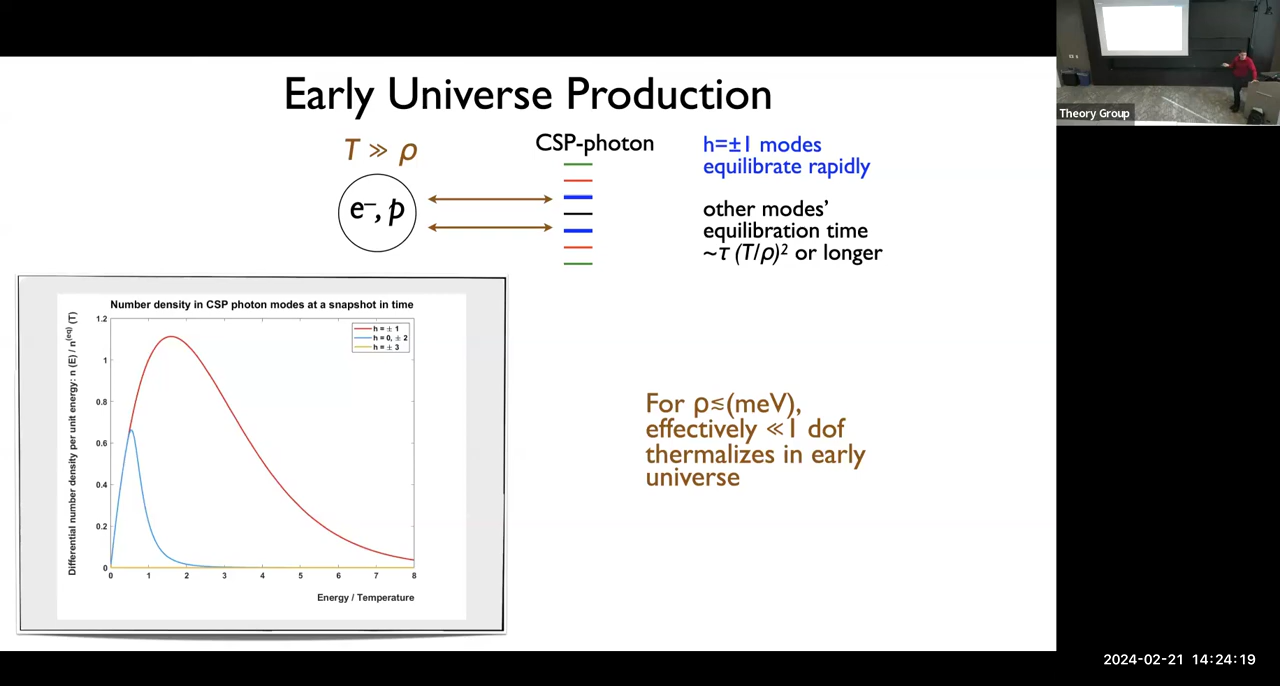 Early Universe Production
T ≫ ρ
CSP-photon
e⁻, p
h=±1 modes
equilibrate rapidly
other modes’
equilibration time
~τ (T/ρ)² or longer
Number density in CSP photon modes at a snapshot in time
Differential number density per unit energy: n (E) / n^(eq) (T)
1.2
1
0.8
0.6
0.4
0.2
0
0 1 2 3 4 5 6 7 8
Energy / Temperature
h = ± 1
h = 0, ± 2
h = ± 3
For ρ≲(meV),
effectively ≪1 dof
thermalizes in early
universe
Theory Group
2024-02-21 14:24:19